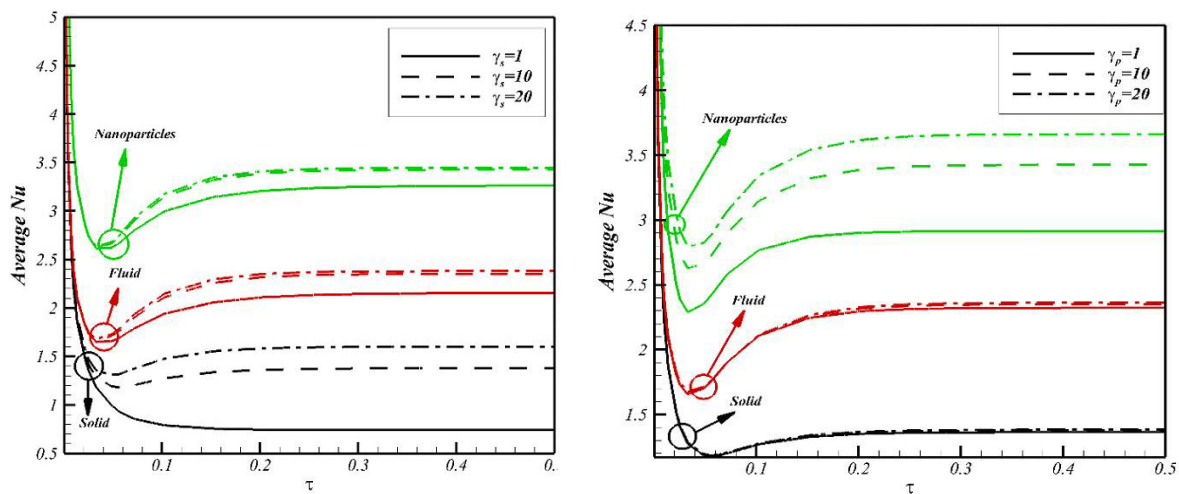 5
4.5
4
3.5
3
2.5
2
1.5
1
0.5
Average Nu
0.1 0.2 0.3 0.4 0.5
τ
γs=1
γs=10
γs=20
Nanoparticles
Fluid
Solid
4.5
4
3.5
3
2.5
2
1.5
Average Nu
0.1 0.2 0.3 0.4 0.5
τ
γp=1
γp=10
γp=20
Nanoparticles
Fluid
Solid